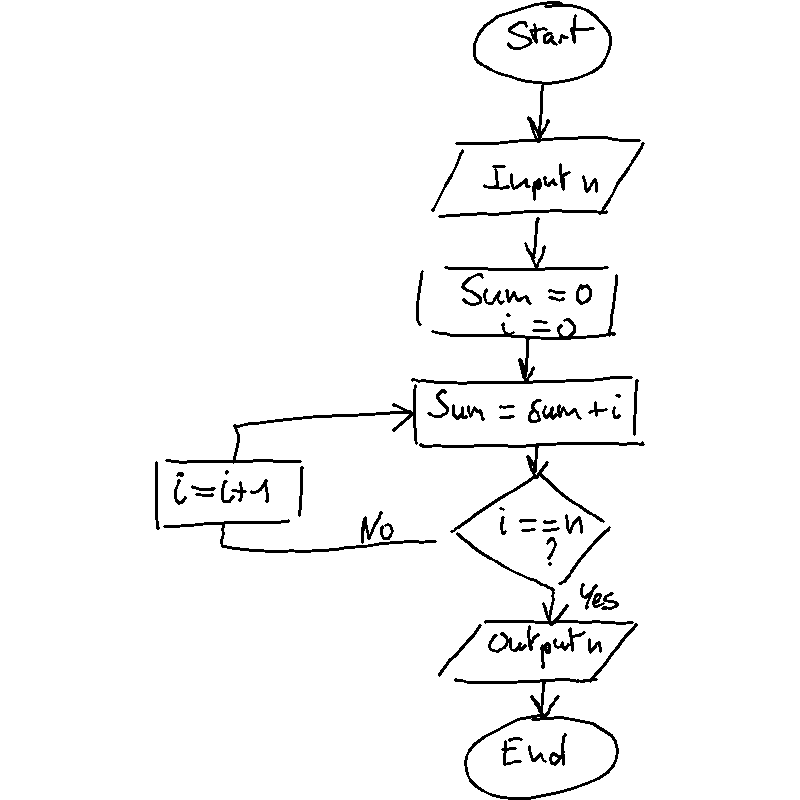 Start
Input n
Sum = 0
i = 0
Sum = sum + i
i = i + 1
No
i == n
?
Yes
Output n
End